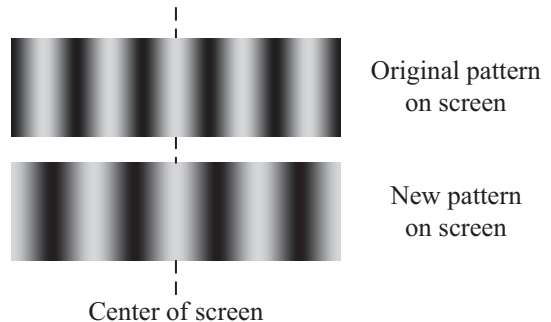 Original pattern
on screen
New pattern
on screen
Center of screen